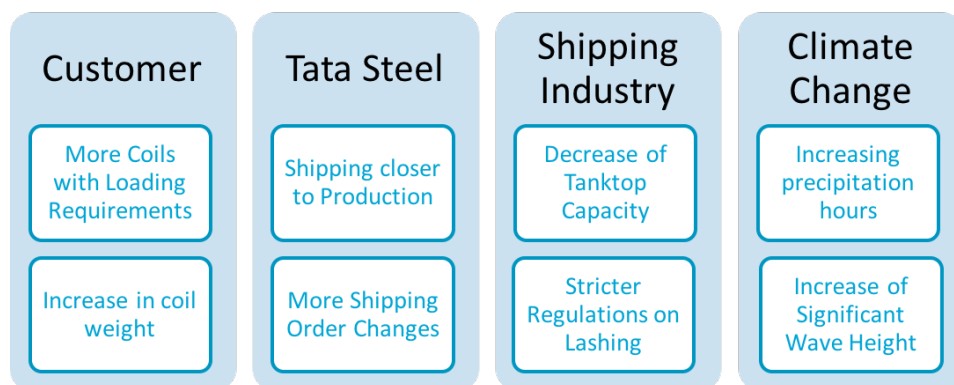 Customer
More Coils
with Loading
Requirements
Increase in coil
weight
Tata Steel
Shipping closer
to Production
More Shipping
Order Changes
Shipping
Industry
Decrease of
Tanktop
Capacity
Stricter
Regulations on
Lashing
Climate
Change
Increasing
precipitation
hours
Increase of
Significant
Wave Height